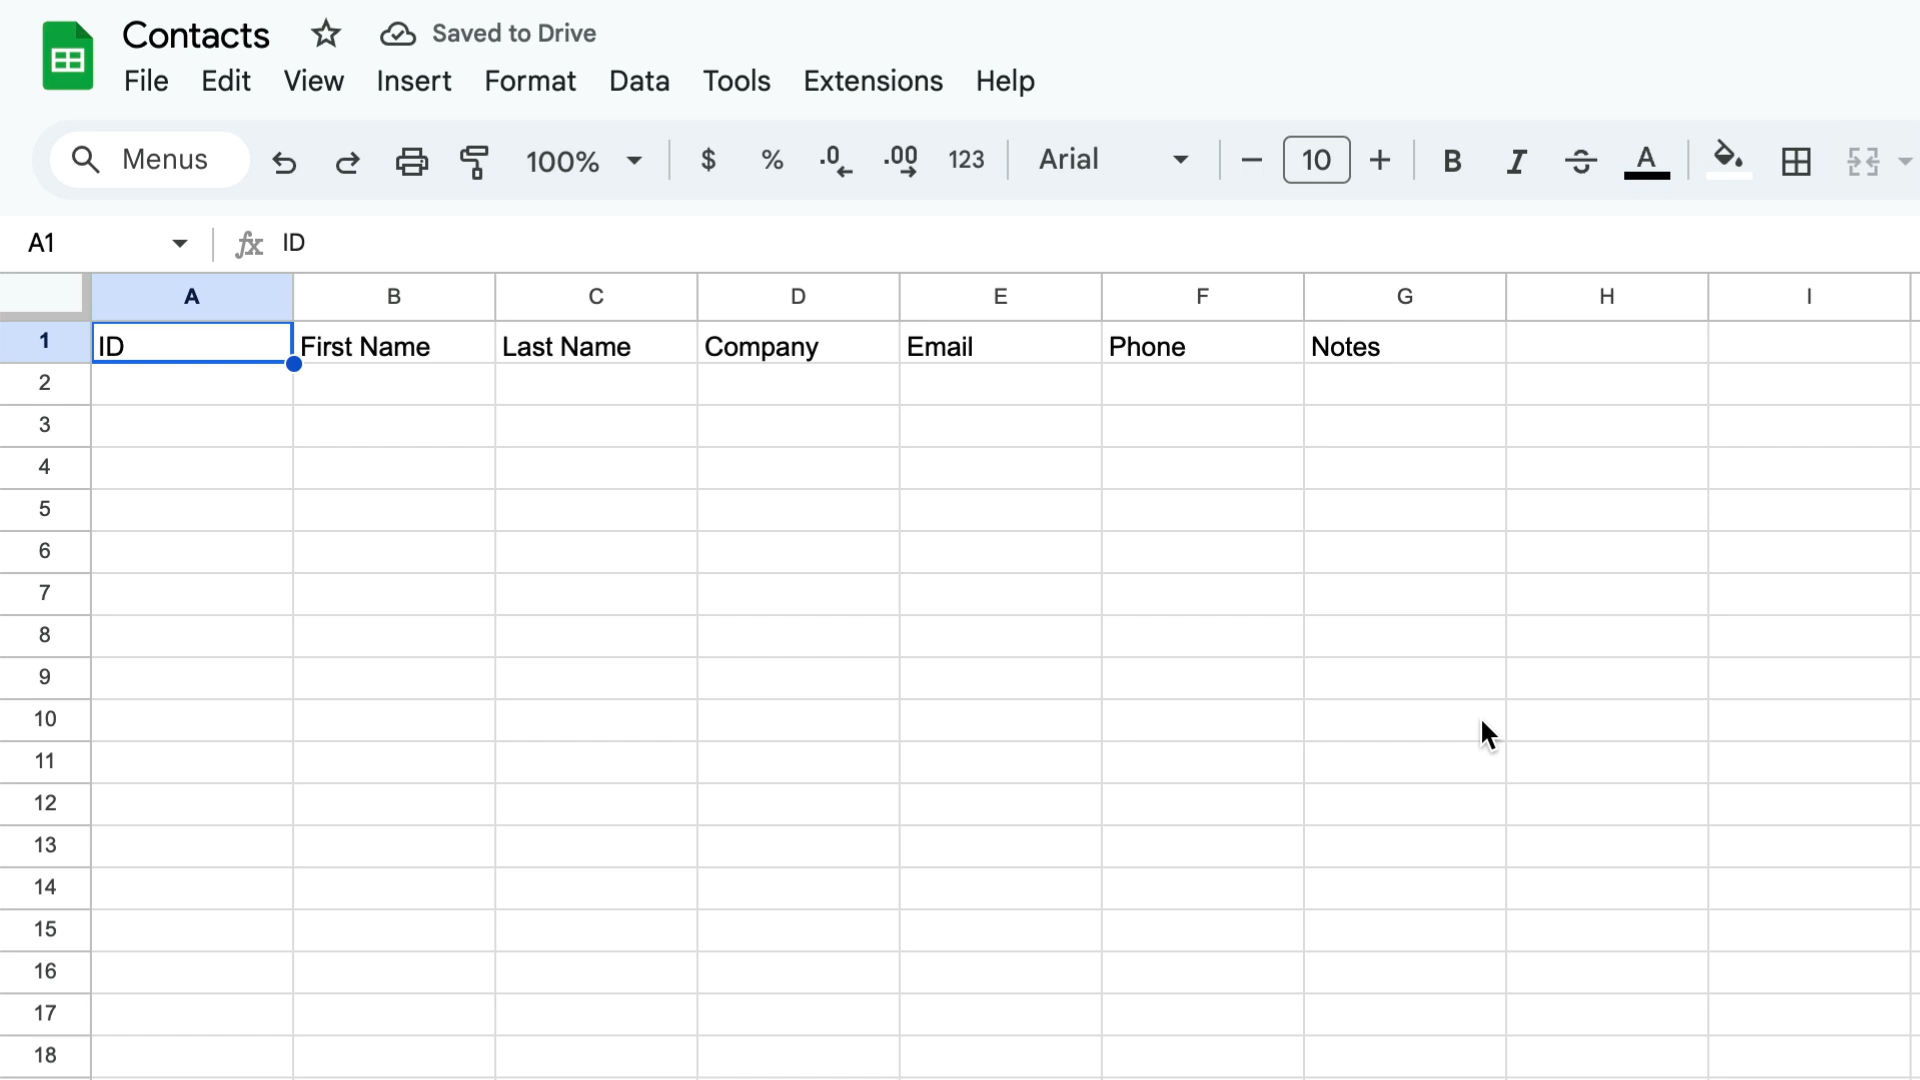 Contacts Saved to Drive
File Edit View Insert Format Data Tools Extensions Help
Menus 100% $ % .0 .00 123 Arial 10 B I A
A1 fx ID
A B C D E F G H I
1 ID First Name Last Name Company Email Phone Notes
2
3
4
5
6
7
8
9
10
11
12
13
14
15
16
17
18